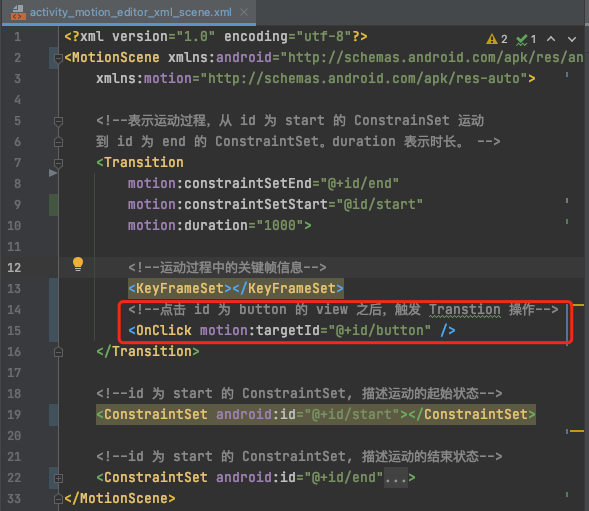 activity_motion_editor_xml_scene.xml
1 <?xml version="1.0" encoding="utf-8"?> 2 1
2 <MotionScene xmlns:android="http://schemas.android.com/apk/res/an
3 xmlns:motion="http://schemas.android.com/apk/res-auto">
4
5 <!--表示运动过程，从 id 为 start 的 ConstrainSet 运动
6 到 id 为 end 的 ConstraintSet。duration 表示时长。 -->
7 <Transition
8 motion:constraintSetEnd="@+id/end"
9 motion:constraintSetStart="@id/start"
10 motion:duration="1000">
11
12 <!--运动过程中的关键帧信息-->
13 <KeyFrameSet></KeyFrameSet>
14 <!--点击 id 为 button 的 view 之后，触发 Transtion 操作-->
15 <OnClick motion:targetId="@+id/button" />
16 </Transition>
17
18 <!--id 为 start 的 ConstraintSet, 描述运动的起始状态-->
19 <ConstraintSet android:id="@+id/start"></ConstraintSet>
20
21 <!--id 为 start 的 ConstraintSet, 描述运动的结束状态-->
22 <ConstraintSet android:id="@+id/end"...>
33 </MotionScene>